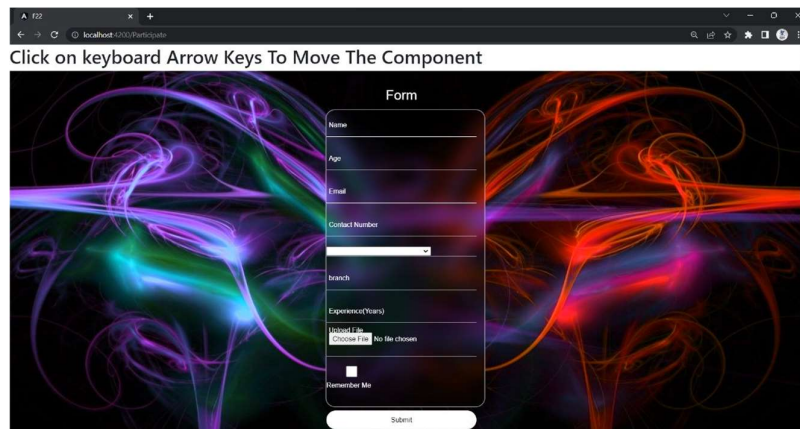 F22
localhost:4200/Participate
Click on keyboard Arrow Keys To Move The Component
Form
Name
Age
Email
Contact Number
branch
Experience(Years)
Upload File
Choose File No file chosen
Remember Me
Submit